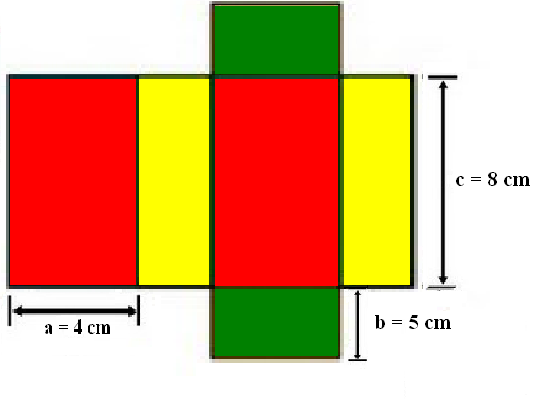 c = 8 cm
a = 4 cm
b = 5 cm